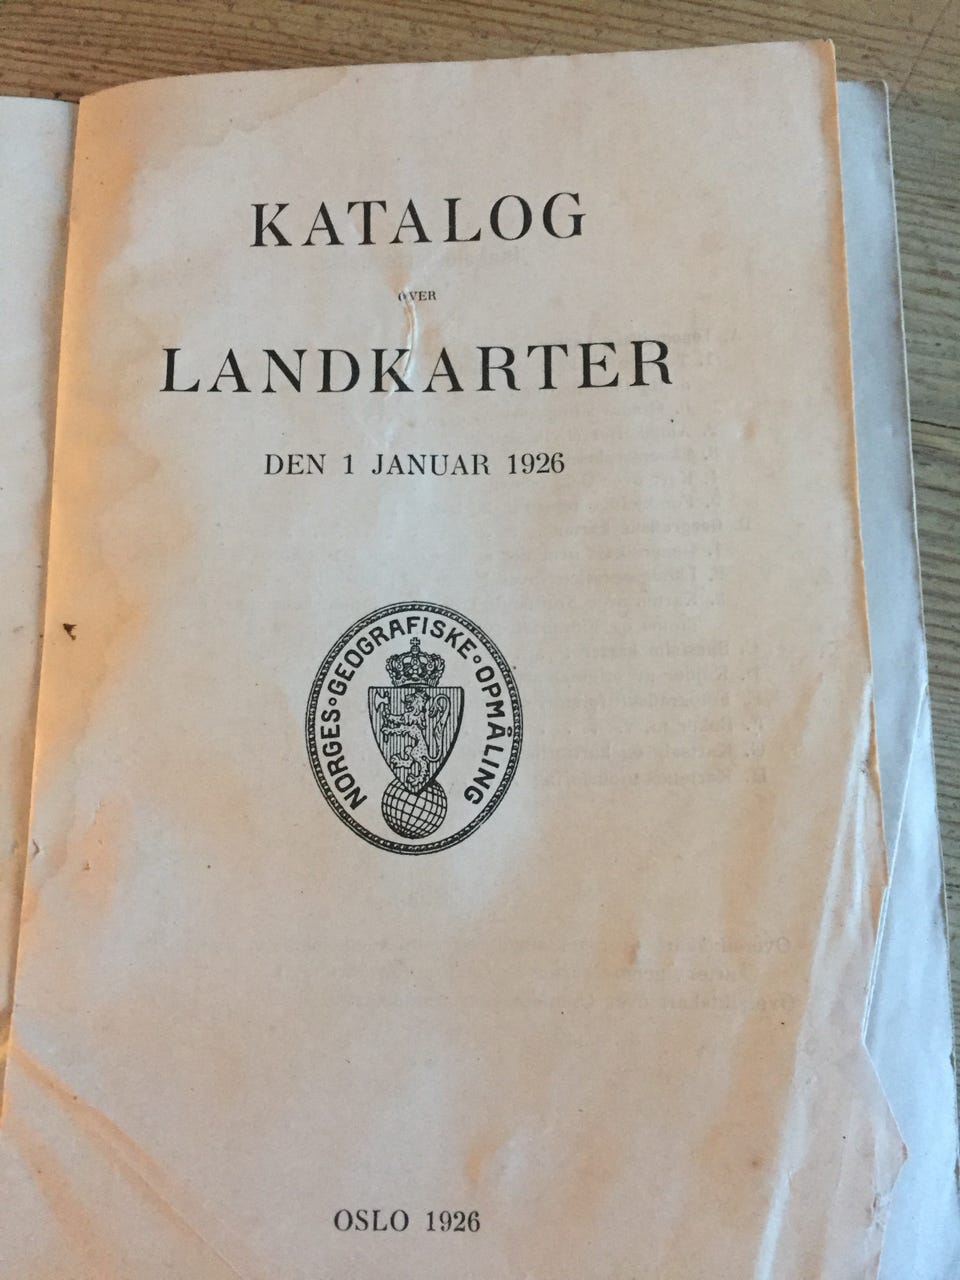 KATALOG
OVER
LANDKARTER
DEN 1 JANUAR 1926
NORGES GEOGRAFISKE OPMÅLING
OSLO 1926